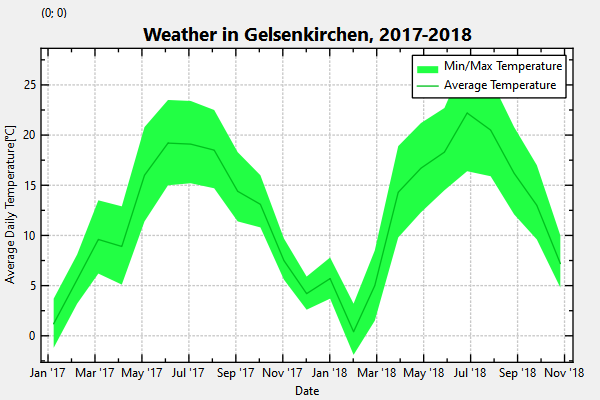 (0; 0)
Weather in Gelsenkirchen, 2017-2018
Min/Max Temperature
Average Temperature
Average Daily Temperature[°C]
25
20
15
10
5
0
Jan '17 Mar '17 May '17 Jul '17 Sep '17 Nov '17 Jan '18 Mar '18 May '18 Jul '18 Sep '18 Nov '18
Date